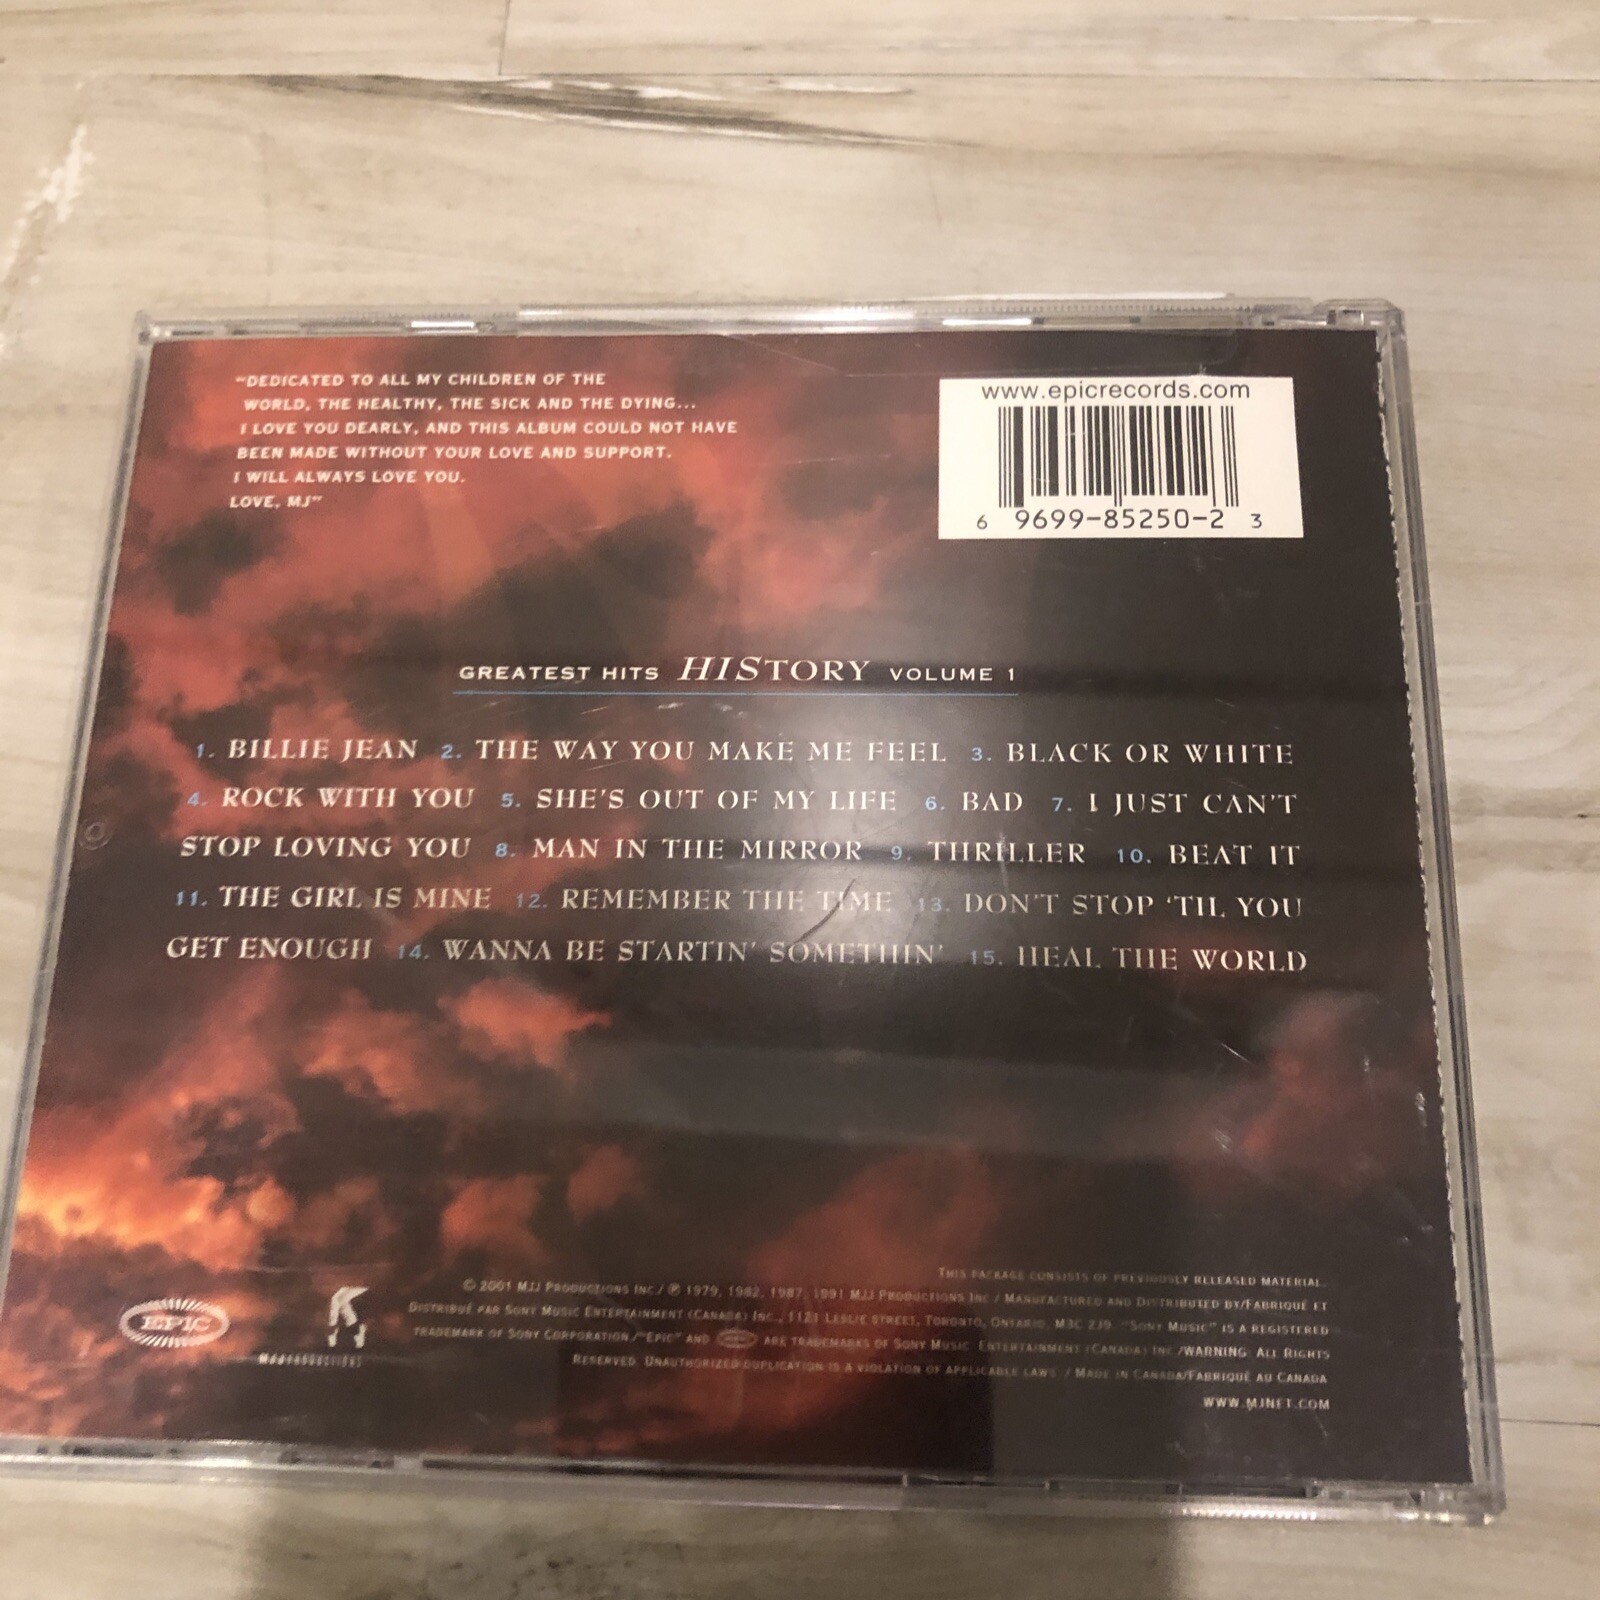 "DEDICATED TO ALL MY CHILDREN OF THE
WORLD, THE HEALTHY, THE SICK AND THE DYING...
I LOVE YOU DEARLY, AND THIS ALBUM COULD NOT HAVE
BEEN MADE WITHOUT YOUR LOVE AND SUPPORT.
I WILL ALWAYS LOVE YOU.
LOVE, MJ"
www.epicrecords.com
6 9699-85250-2 3
GREATEST HITS HISTORY VOLUME 1
1. BILLIE JEAN 2. THE WAY YOU MAKE ME FEEL 3. BLACK OR WHITE
4. ROCK WITH YOU 5. SHE'S OUT OF MY LIFE 6. BAD 7. I JUST CAN'T
STOP LOVING YOU 8. MAN IN THE MIRROR 9. THRILLER 10. BEAT IT
11. THE GIRL IS MINE 12. REMEMBER THE TIME 13. DON'T STOP 'TIL YOU
GET ENOUGH 14. WANNA BE STARTIN' SOMETHIN' 15. HEAL THE WORLD
THIS PACKAGE CONSISTS OF PREVIOUSLY RELEASED MATERIAL.
© 2001 MJJ PRODUCTIONS INC./ ℗ 1979, 1982, 1987, 1991 MJJ PRODUCTIONS INC./ MANUFACTURED AND DISTRIBUTED BY/FABRIQUÉ ET
DISTRIBUÉ PAR SONY MUSIC ENTERTAINMENT (CANADA) INC., 1121 LESLIE STREET, TORONTO, ONTARIO, M3C 2J9. "SONY MUSIC" IS A REGISTERED
TRADEMARK OF SONY CORPORATION./"EPIC" AND EPIC ARE TRADEMARKS OF SONY MUSIC ENTERTAINMENT (CANADA) INC./WARNING: ALL RIGHTS
RESERVED. UNAUTHORIZED DUPLICATION IS A VIOLATION OF APPLICABLE LAWS. / MADE IN CANADA/FABRIQUÉ AU CANADA
WWW.MJNET.COM
EPIC
MJJ PRODUCTIONS